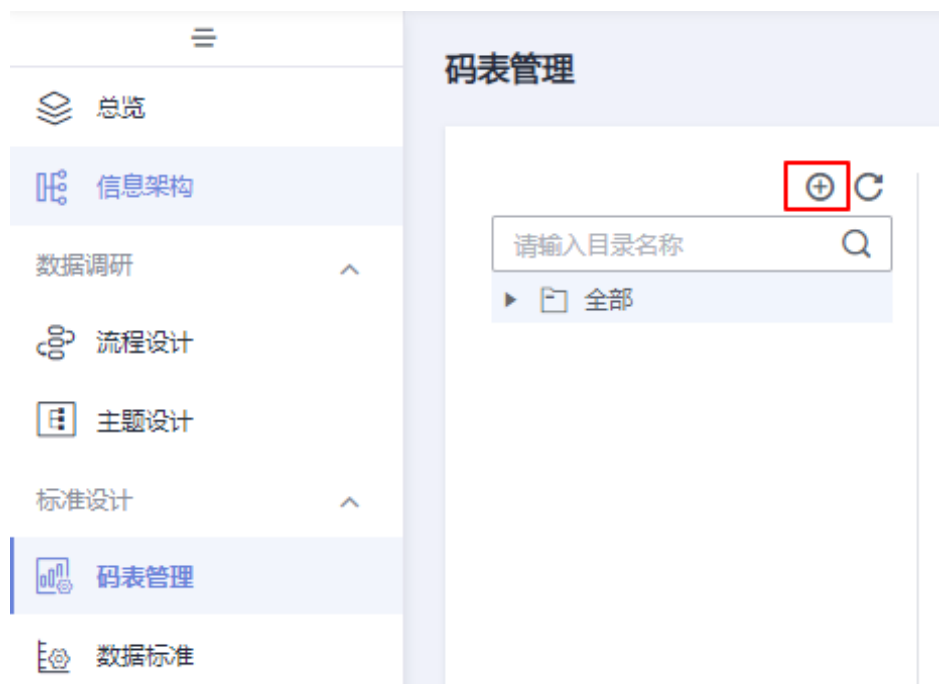 总览
信息架构
数据调研
流程设计
主题设计
标准设计
码表管理
数据标准
码表管理
请输入目录名称
全部